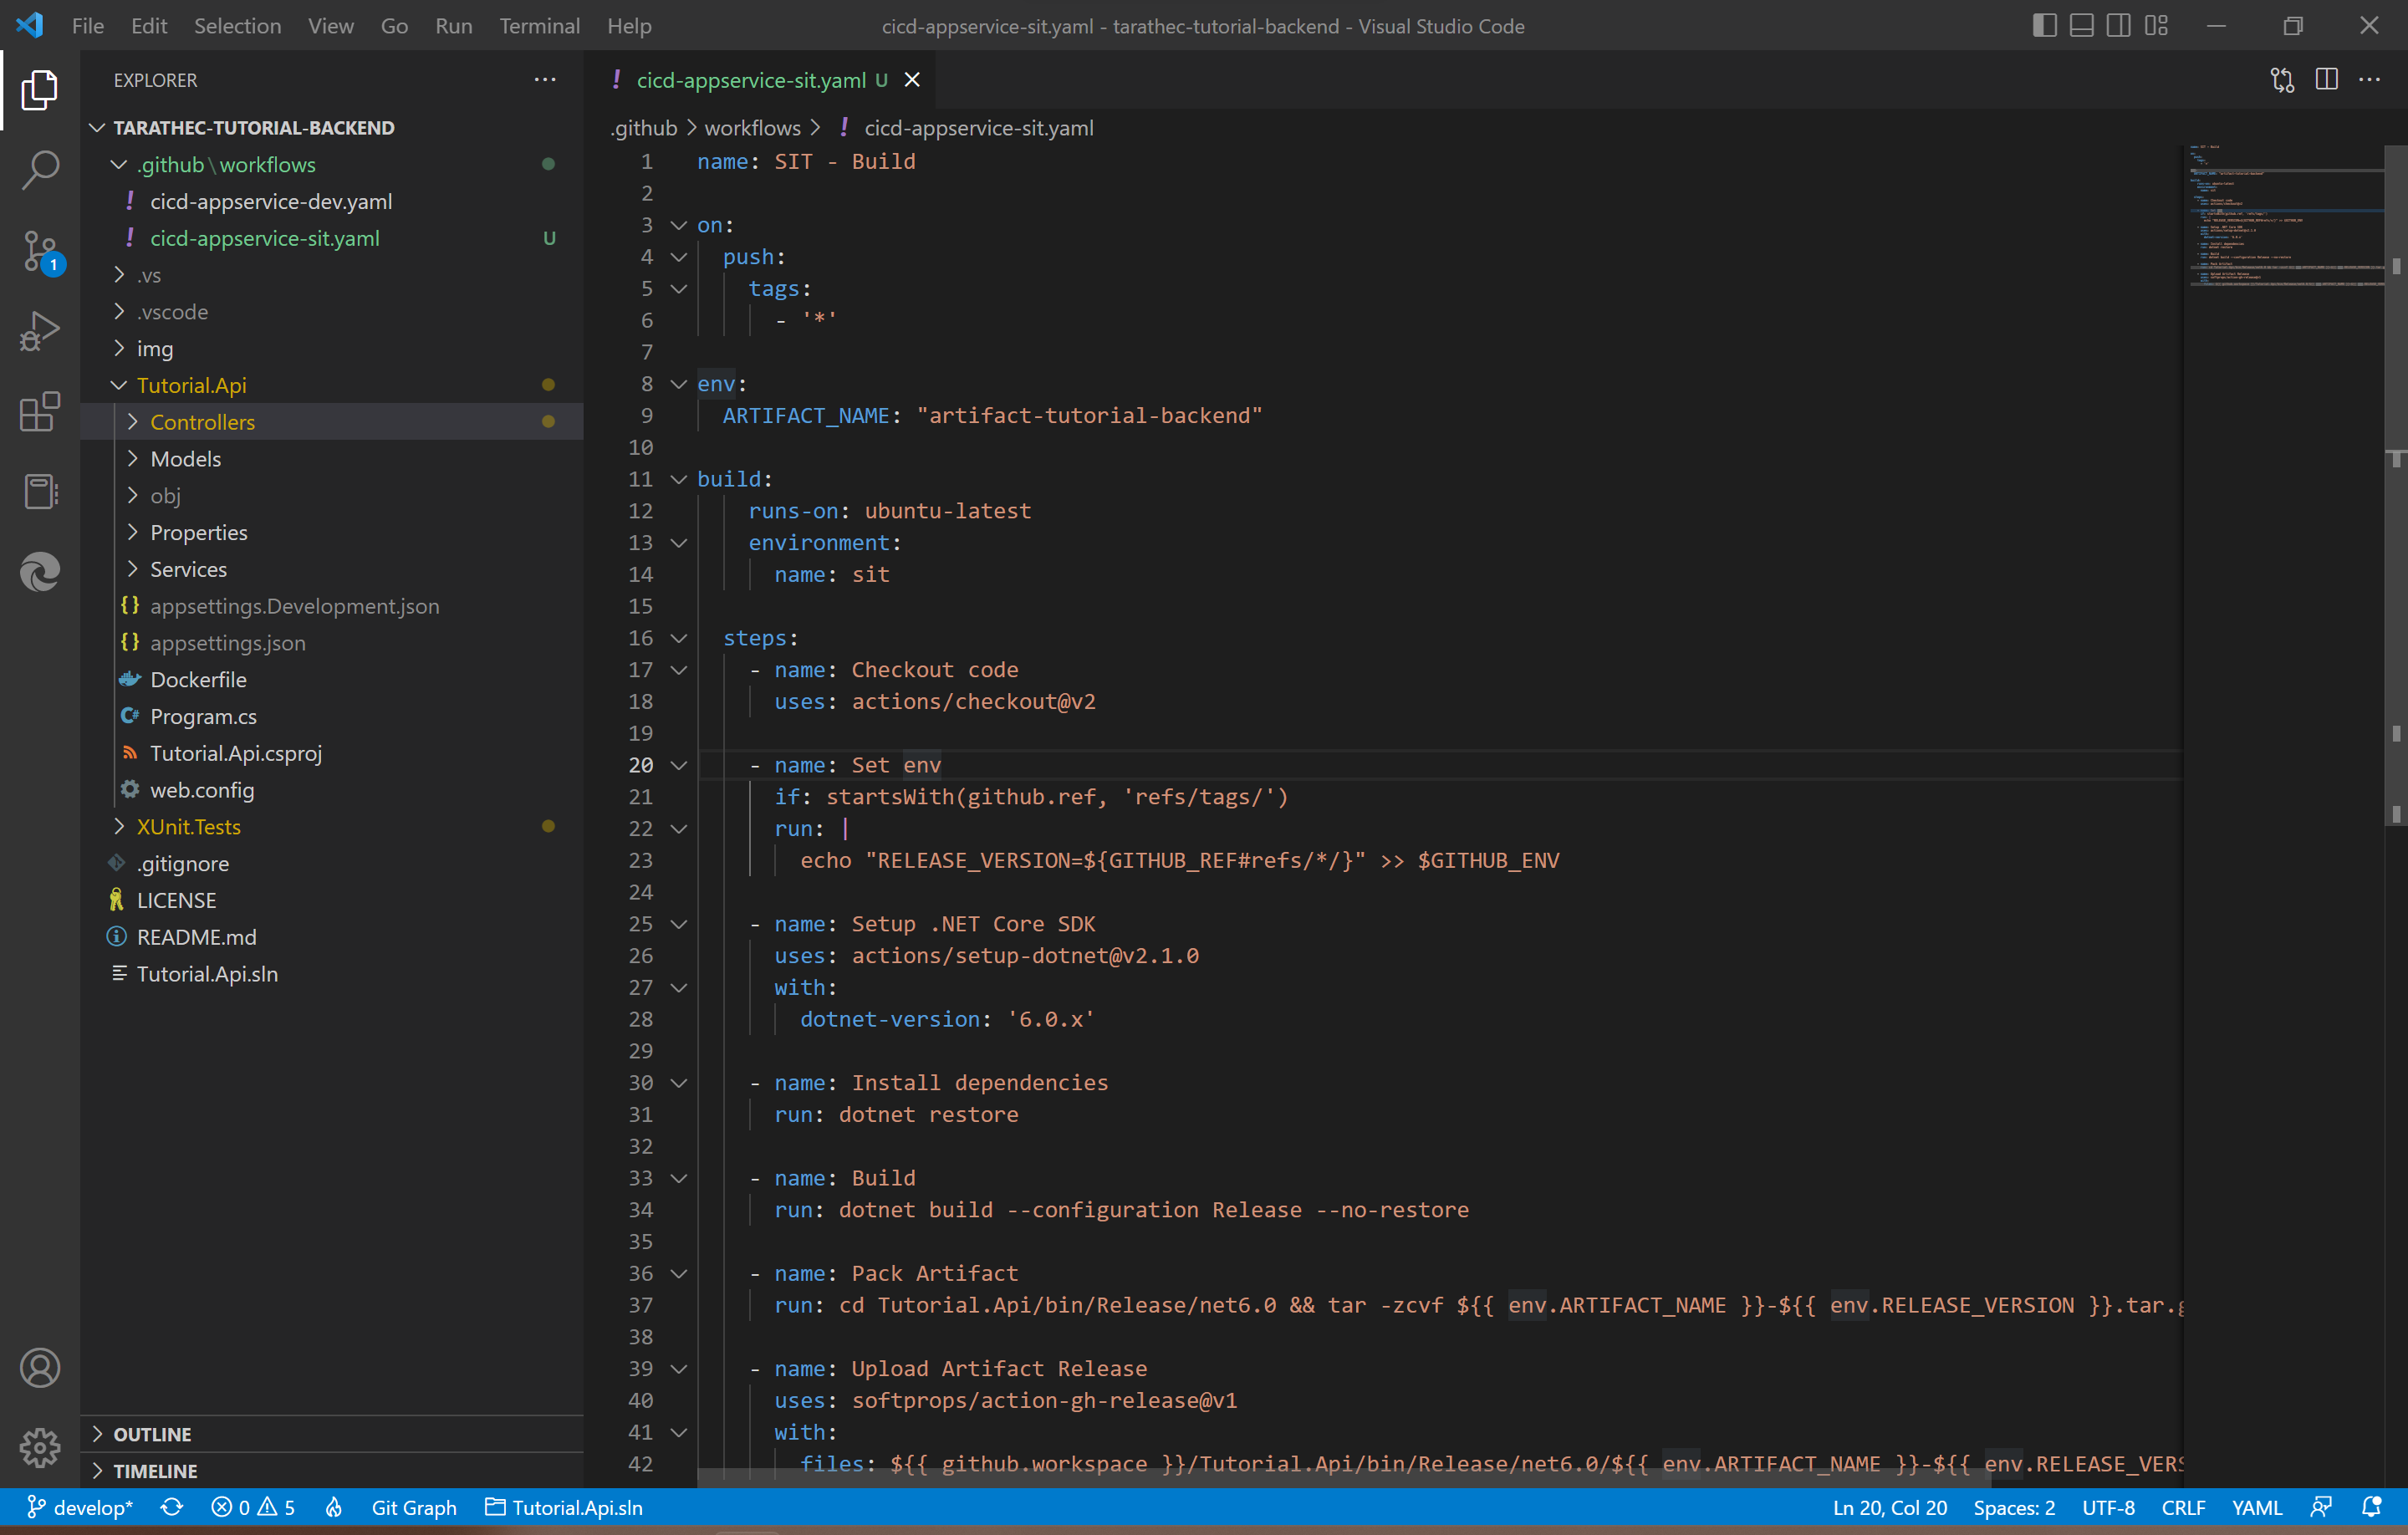 File Edit Selection View Go Run Terminal Help
cicd-appservice-sit.yaml - tarathec-tutorial-backend - Visual Studio Code
EXPLORER
TARATHEC-TUTORIAL-BACKEND
.github\workflows
cicd-appservice-dev.yaml
cicd-appservice-sit.yaml U
.vs
.vscode
img
Tutorial.Api
Controllers
Models
obj
Properties
Services
appsettings.Development.json
appsettings.json
Dockerfile
Program.cs
Tutorial.Api.csproj
web.config
XUnit.Tests
.gitignore
LICENSE
README.md
Tutorial.Api.sln
OUTLINE
TIMELINE
1
! cicd-appservice-sit.yaml U
.github > workflows > ! cicd-appservice-sit.yaml
1 name: SIT - Build
2
3 on:
4 push:
5 tags:
6 - '*'
7
8 env:
9 ARTIFACT_NAME: "artifact-tutorial-backend"
10
11 build:
12 runs-on: ubuntu-latest
13 environment:
14 name: sit
15
16 steps:
17 - name: Checkout code
18 uses: actions/checkout@v2
19
20 - name: Set env
21 if: startsWith(github.ref, 'refs/tags/')
22 run: |
23 echo "RELEASE_VERSION=${GITHUB_REF#refs/*/}" >> $GITHUB_ENV
24
25 - name: Setup .NET Core SDK
26 uses: actions/setup-dotnet@v2.1.0
27 with:
28 dotnet-version: '6.0.x'
29
30 - name: Install dependencies
31 run: dotnet restore
32
33 - name: Build
34 run: dotnet build --configuration Release --no-restore
35
36 - name: Pack Artifact
37 run: cd Tutorial.Api/bin/Release/net6.0 && tar -zcvf ${{ env.ARTIFACT_NAME }}-${{ env.RELEASE_VERSION }}.tar.g
38
39 - name: Upload Artifact Release
40 uses: softprops/action-gh-release@v1
41 with:
42 files: ${{ github.workspace }}/Tutorial.Api/bin/Release/net6.0/${{ env.ARTIFACT_NAME }}-${{ env.RELEASE_VERS
develop* 0 5 Git Graph Tutorial.Api.sln Ln 20, Col 20 Spaces: 2 UTF-8 CRLF YAML